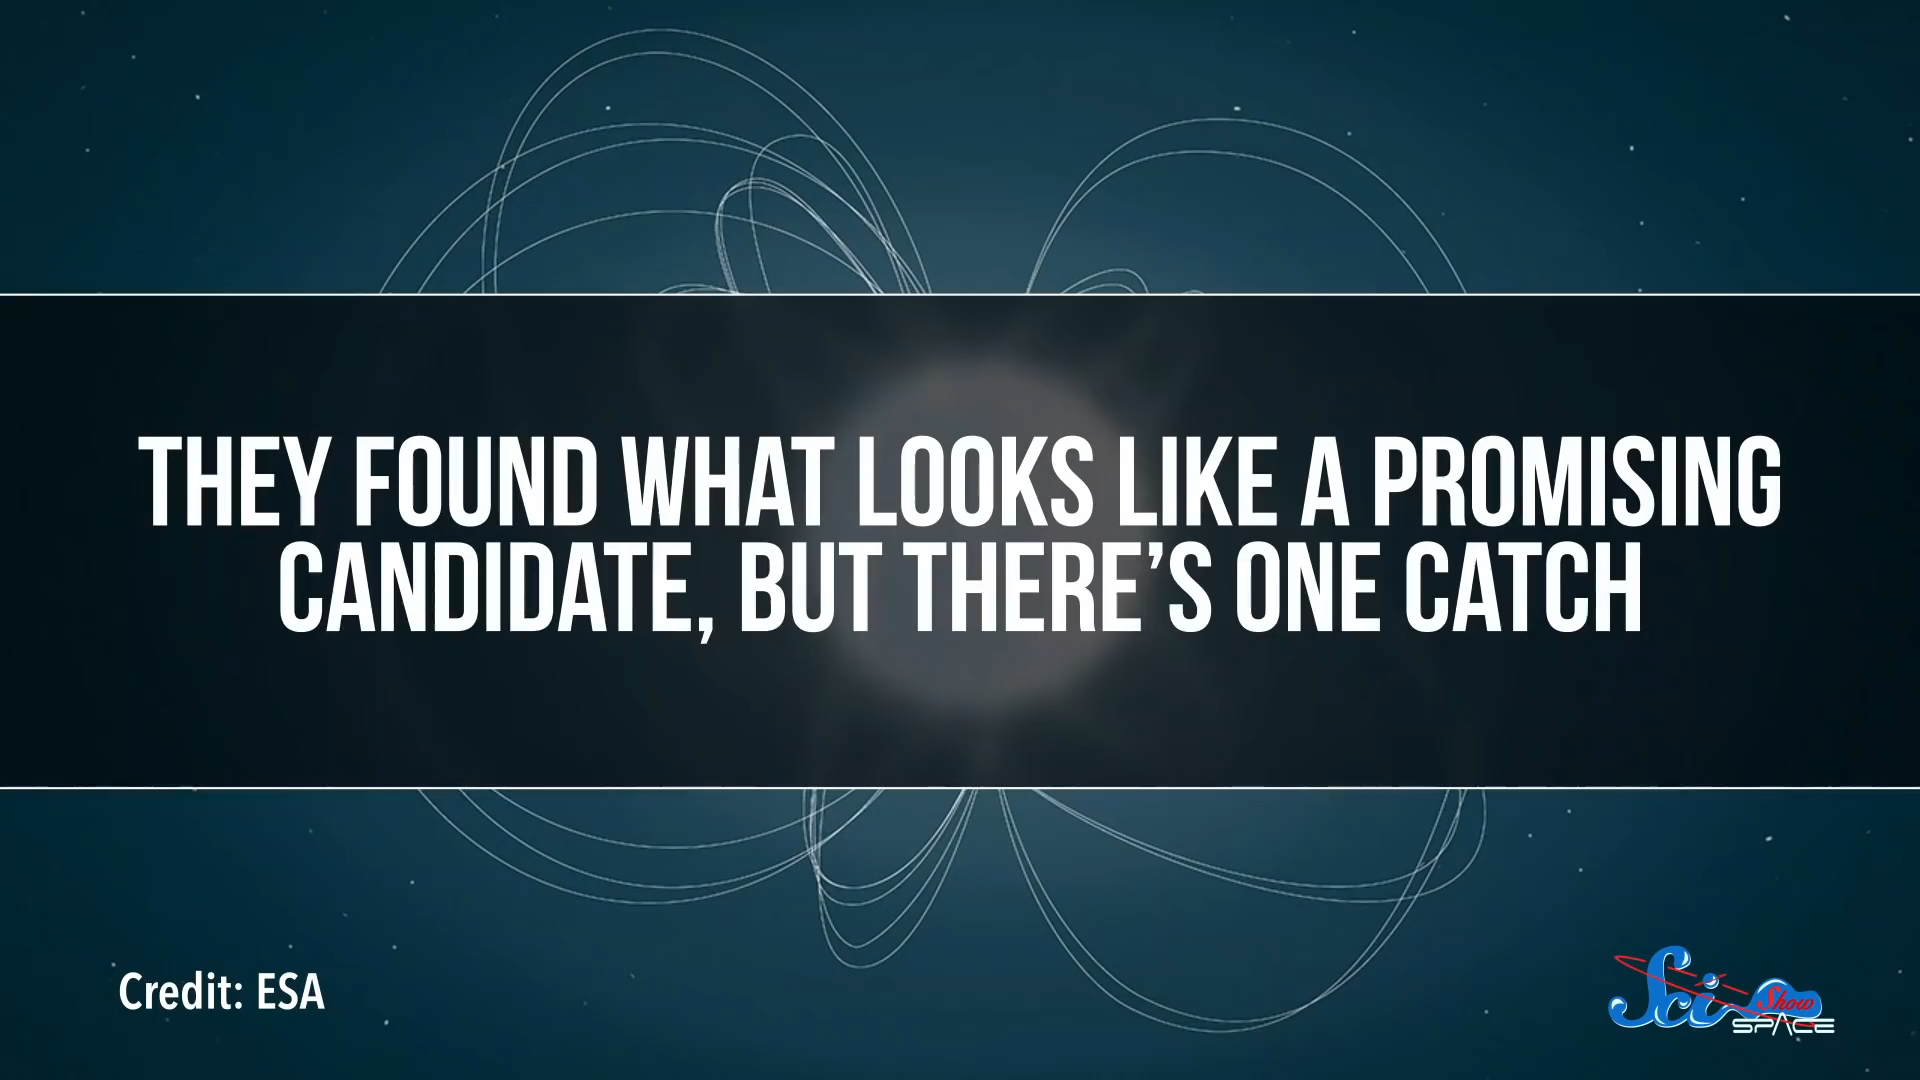 THEY FOUND WHAT LOOKS LIKE A PROMISING
CANDIDATE, BUT THERE’S ONE CATCH
Credit: ESA
Sci Show
SPACE